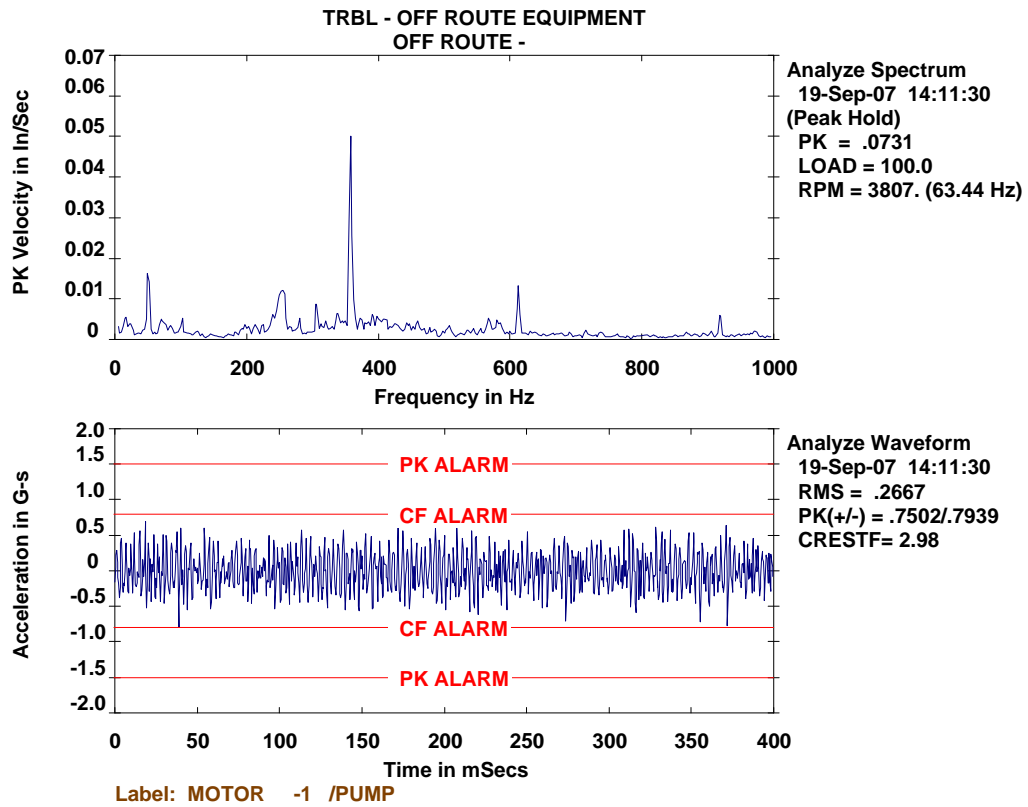 TRBL - OFF ROUTE EQUIPMENT
OFF ROUTE -
PK Velocity in In/Sec
0.07
0.06
0.05
0.04
0.03
0.02
0.01
0
0 200 400 600 800 1000
Frequency in Hz
Analyze Spectrum
19-Sep-07 14:11:30
(Peak Hold)
PK = .0731
LOAD = 100.0
RPM = 3807. (63.44 Hz)
Acceleration in G-s
2.0
1.5
1.0
0.5
0
-0.5
-1.0
-1.5
-2.0
PK ALARM
CF ALARM
CF ALARM
PK ALARM
0 50 100 150 200 250 300 350 400
Time in mSecs
Analyze Waveform
19-Sep-07 14:11:30
RMS = .2667
PK(+/-) = .7502/.7939
CRESTF= 2.98
Label: MOTOR -1 /PUMP